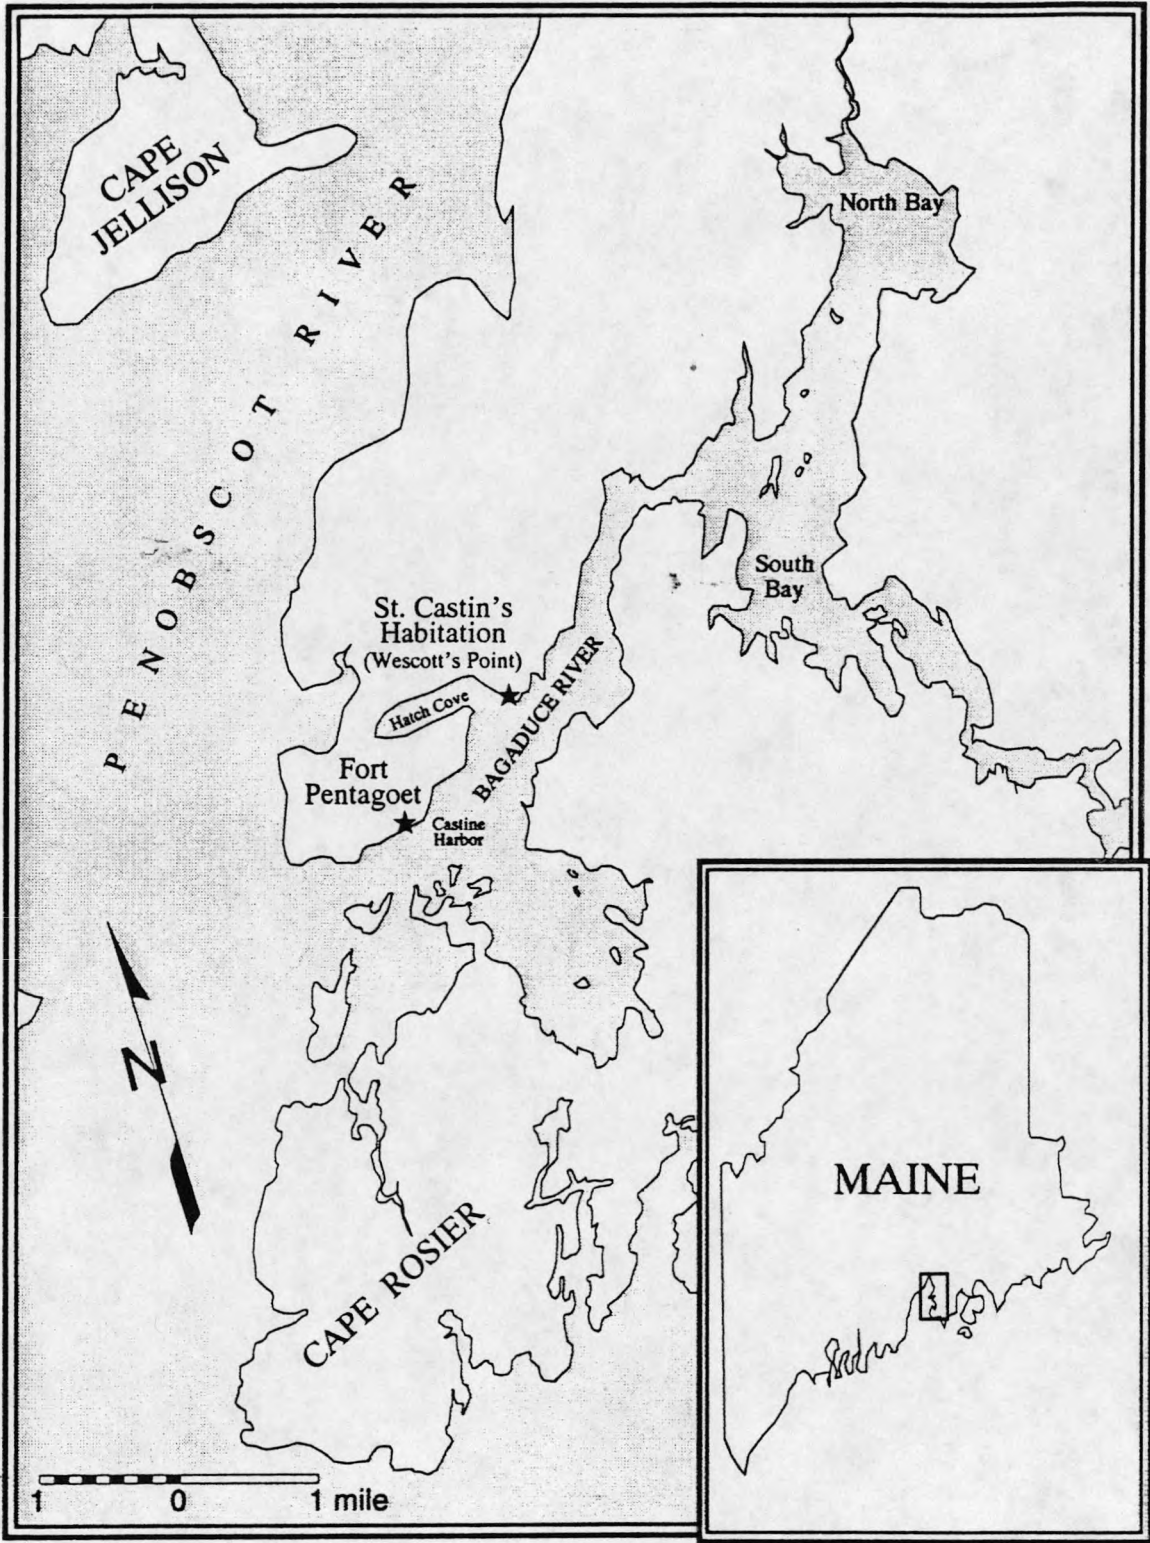 CAPE
JELLISON
PENOBSCOT RIVER
North Bay
South
Bay
St. Castin's
Habitation
(Wescott's Point)
Hatch Cove
BAGADUCE RIVER
Fort
Pentagoet
Castine
Harbor
N
CAPE ROSIER
MAINE
1 0 1 mile